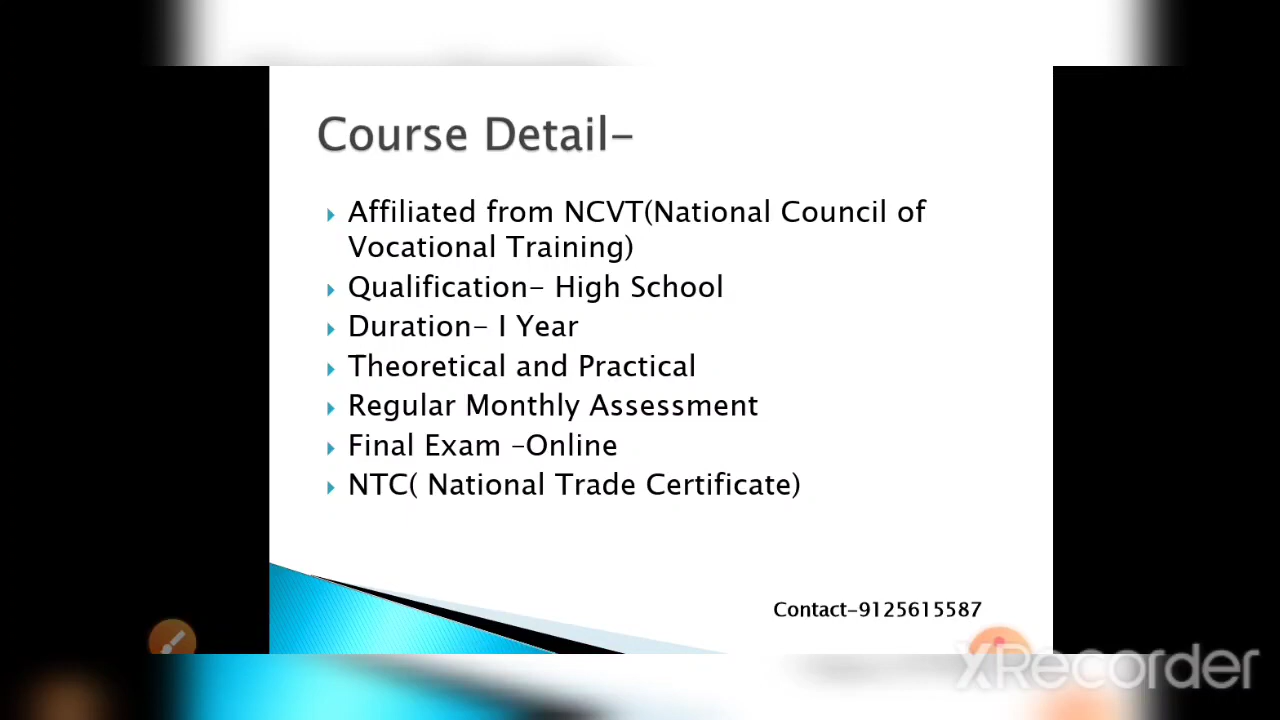 Course Detail-
Affiliated from NCVT(National Council of
Vocational Training)
Qualification- High School
Duration- I Year
Theoretical and Practical
Regular Monthly Assessment
Final Exam -Online
NTC( National Trade Certificate)
Contact-9125615587
XRecorder